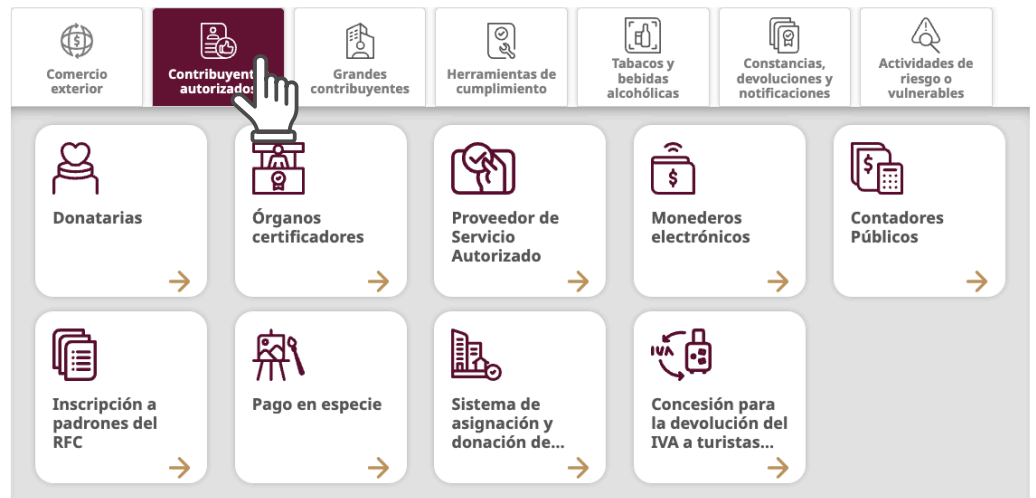 Comercio
exterior
Contribuyent
autorizados
Grandes
contribuyentes
Herramientas de
cumplimiento
Tabacos y
bebidas
alcohólicas
Constancias,
devoluciones y
notificaciones
Actividades de
riesgo o
vulnerables
Donatarias
Órganos
certificadores
Proveedor de
Servicio
Autorizado
Monederos
electrónicos
Contadores
Públicos
Inscripción a
padrones del
RFC
Pago en especie
Sistema de
asignación y
donación de...
IVA
Concesión para
la devolución del
IVA a turistas...